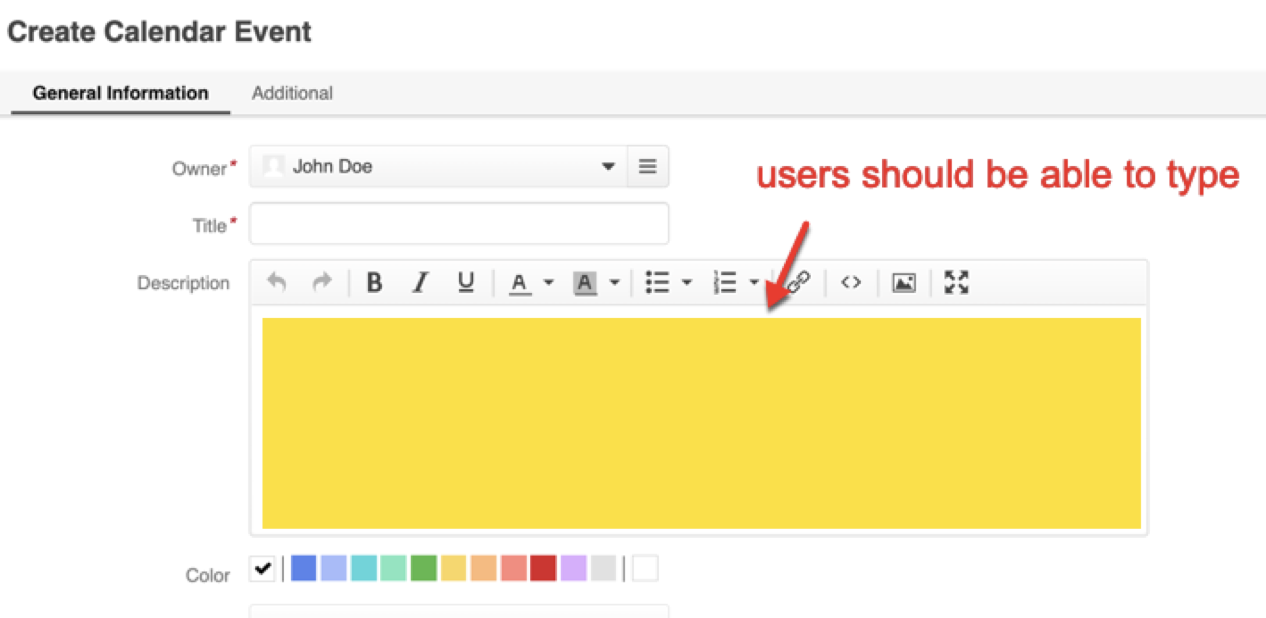 Create Calendar Event
General Information Additional
Owner* John Doe
users should be able to type
Title*
Description B I U A A
Color